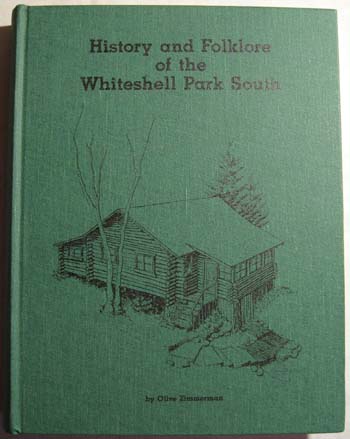 History and Folklore
of the
Whiteshell Park South
by Olive Zimmerman